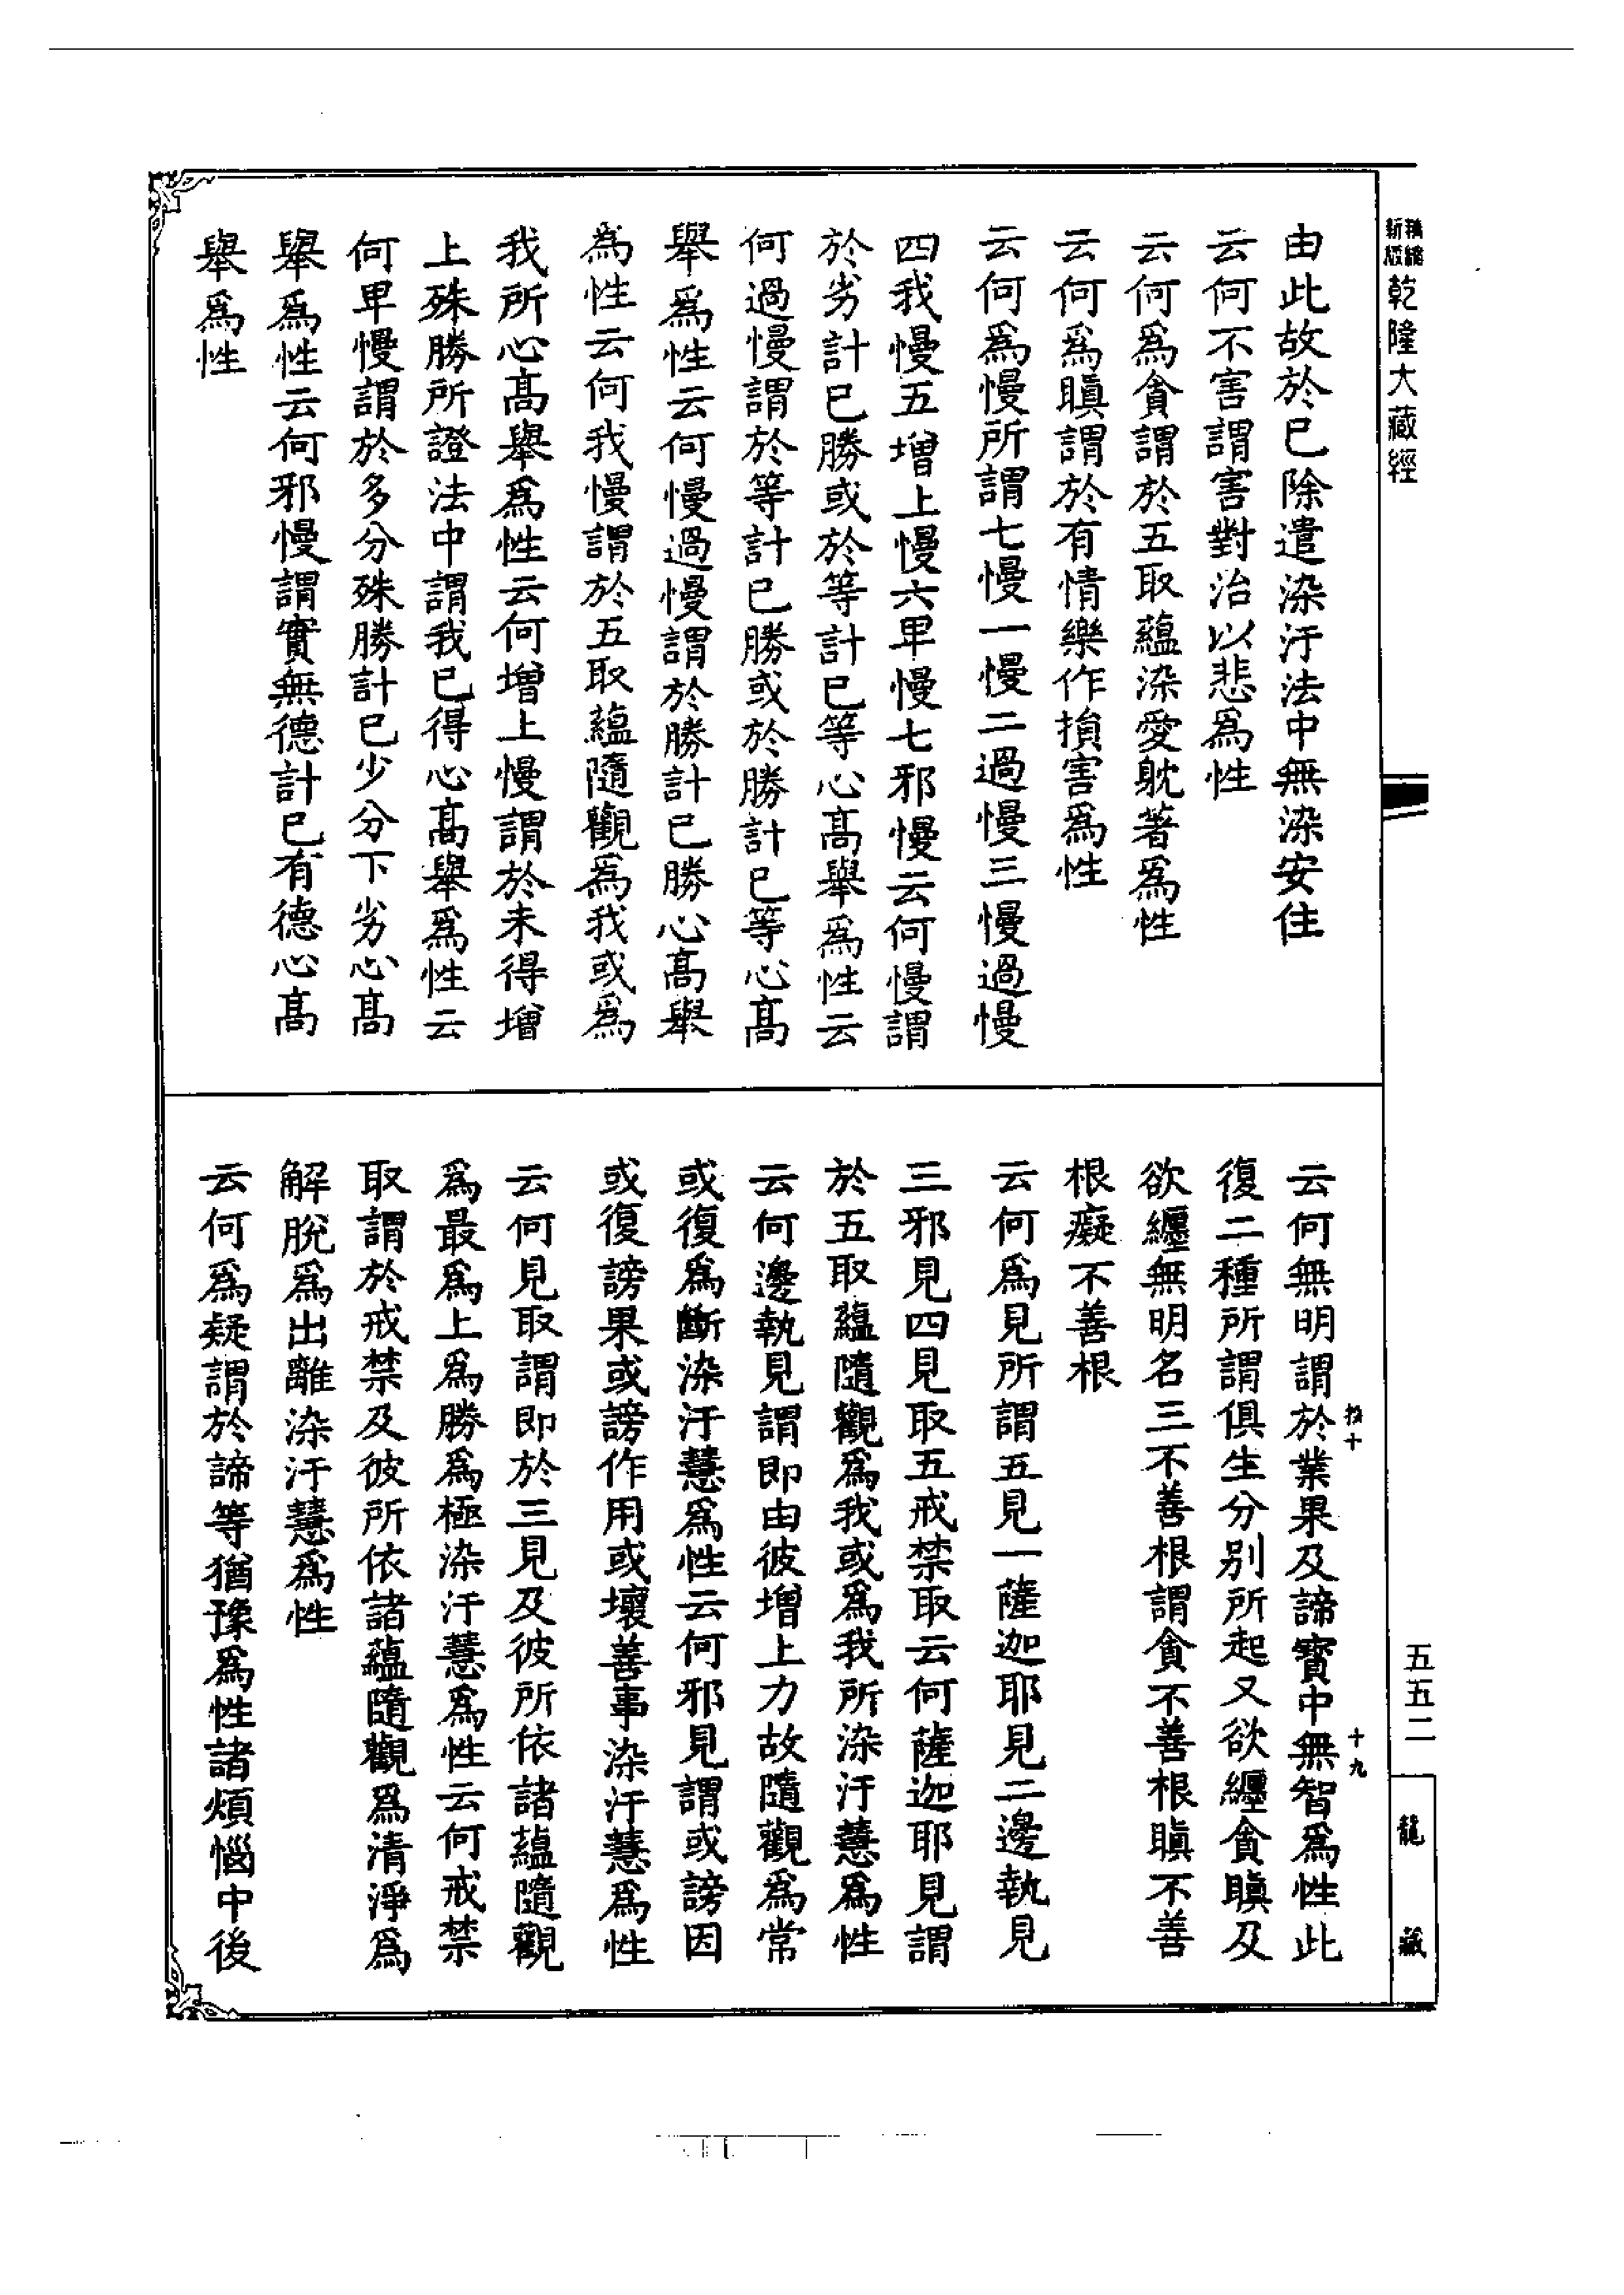 精縮
新版
乾隆大藏經
由此故於已除遣染汙法中無染安住
云何不害謂害對治以悲爲性
云何爲貪謂於五取蘊染愛躭著爲性
云何爲瞋謂於有情樂作損害爲性
云何爲慢所謂七慢一慢二過慢三慢過慢
四我慢五增上慢六卑慢七邪慢云何慢謂
於劣計已勝或於等計已等心髙舉爲性云
何過慢謂於等計已勝或於勝計已等心髙
舉爲性云何慢過慢謂於勝計已勝心髙舉
爲性云何我慢謂於五取蘊隨觀爲我或爲
我所心髙舉爲性云何增上慢謂於未得增
上殊勝所證法中謂我已得心髙舉爲性云
何卑慢謂於多分殊勝計已少分下劣心髙
舉爲性云何邪慢謂實無德計已有德心髙
舉爲性
云何無明謂於業果及諦寶中無智爲性此
復二種所謂俱生分別所起又欲纏貪瞋及
欲纏無明名三不善根謂貪不善根瞋不善
根癡不善根
云何爲見所謂五見一薩迦耶見二邊執見
三邪見四見取五戒禁取云何薩迦耶見謂
於五取蘊隨觀爲我或爲我所染汙慧爲性
云何邊執見謂即由彼增上力故隨觀爲常
或復爲斷染汙慧爲性云何邪見謂或謗因
或復謗果或謗作用或壞善事染汙慧爲性
云何見取謂即於三見及彼所依諸蘊隨觀
爲最爲上爲勝爲極染汙慧爲性云何戒禁
取謂於戒禁及彼所依諸蘊隨觀爲清淨爲
解脫爲出離染汙慧爲性
云何爲疑謂於諦等猶豫爲性諸煩惱中後
投十
十九
五五二
龍藏